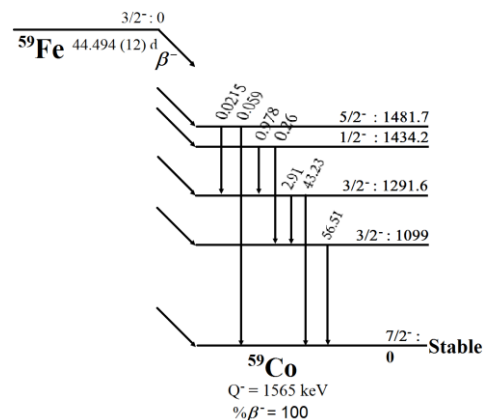 3/2⁻ : 0
⁵⁹Fe 44.494 (12) d
β⁻
0.0215
0.059
0.978
0.26
5/2⁻ : 1481.7
1/2⁻ : 1434.2
2.91
43.23
3/2⁻ : 1291.6
56.51
3/2⁻ : 1099
7/2⁻ :
0
Stable
⁵⁹Co
Q⁻ = 1565 keV
%β⁻ = 100